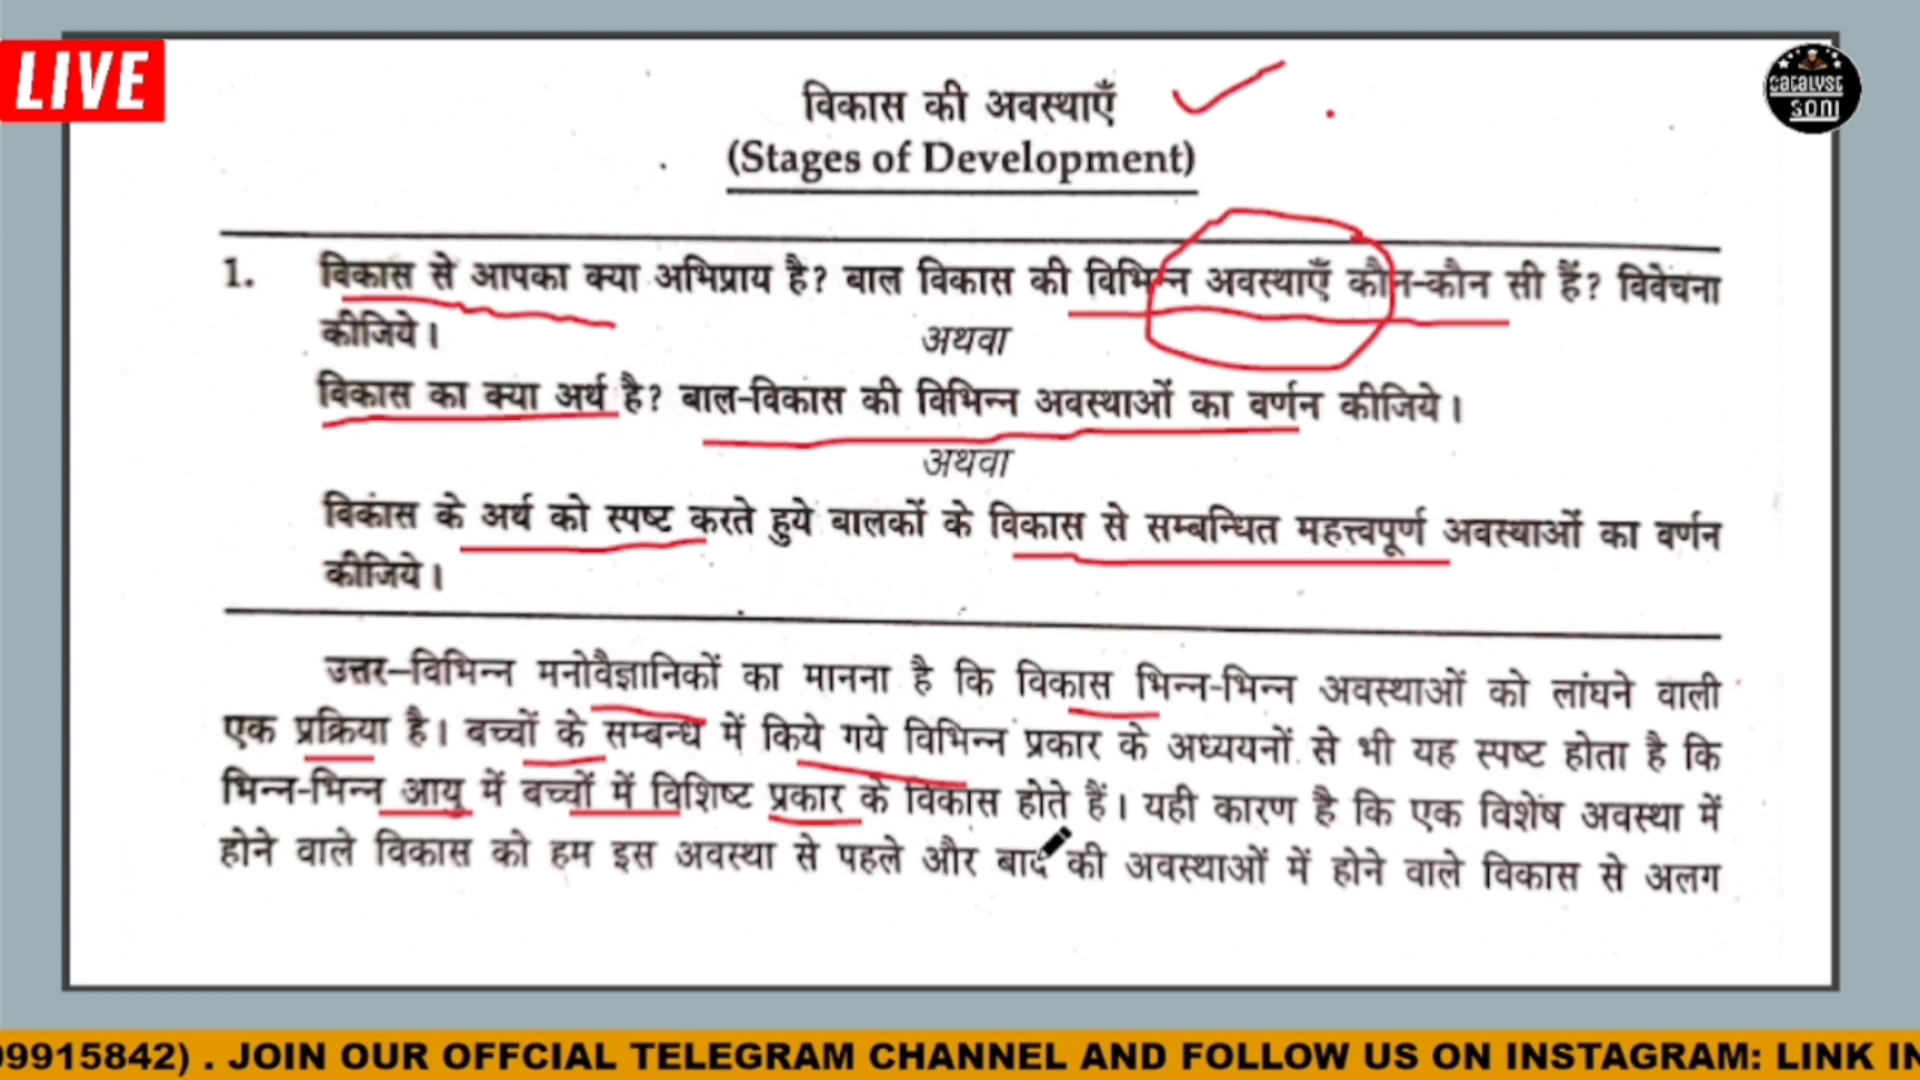 LIVE
catalyst
soni
विकास की अवस्थाएँ
(Stages of Development)
1. विकास से आपका क्या अभिप्राय है? बाल विकास की विभिन्न अवस्थाएँ कौन-कौन सी हैं? विवेचना
कीजिये।
अथवा
विकास का क्या अर्थ है? बाल-विकास की विभिन्न अवस्थाओं का वर्णन कीजिये।
अथवा
विकास के अर्थ को स्पष्ट करते हुये बालकों के विकास से सम्बन्धित महत्त्वपूर्ण अवस्थाओं का वर्णन
कीजिये।
उत्तर–विभिन्न मनोवैज्ञानिकों का मानना है कि विकास भिन्न-भिन्न अवस्थाओं को लांघने वाली
एक प्रक्रिया है। बच्चों के सम्बन्ध में किये गये विभिन्न प्रकार के अध्ययनों से भी यह स्पष्ट होता है कि
भिन्न-भिन्न आयु में बच्चों में विशिष्ट प्रकार के विकास होते हैं। यही कारण है कि एक विशेष अवस्था में
होने वाले विकास को हम इस अवस्था से पहले और बाद की अवस्थाओं में होने वाले विकास से अलग
09915842) . JOIN OUR OFFCIAL TELEGRAM CHANNEL AND FOLLOW US ON INSTAGRAM: LINK IN